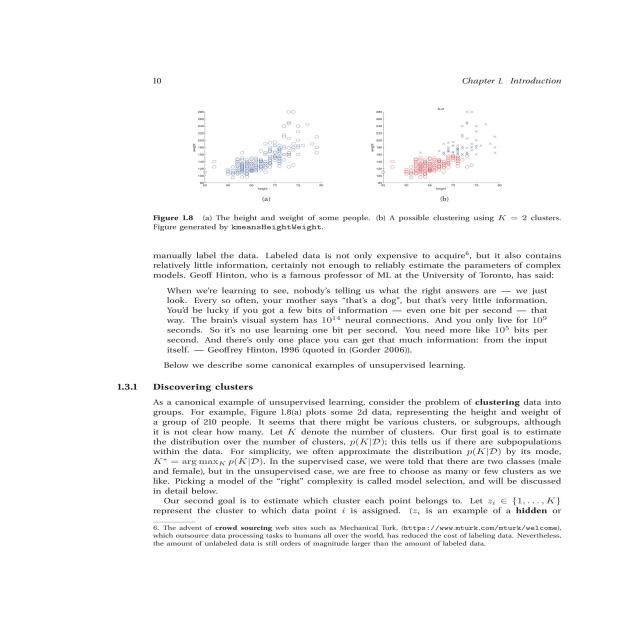 10
Chapter 1. Introduction
weight
height
(a)
weight
height
(b)
Figure 1.8 (a) The height and weight of some people. (b) A possible clustering using K = 2 clusters.
Figure generated by kmeansHeightWeight.
manually label the data. Labeled data is not only expensive to acquire⁶, but it also contains
relatively little information, certainly not enough to reliably estimate the parameters of complex
models. Geoff Hinton, who is a famous professor of ML at the University of Toronto, has said:
When we're learning to see, nobody's telling us what the right answers are — we just
look. Every so often, your mother says "that's a dog", but that's very little information.
You'd be lucky if you got a few bits of information — even one bit per second — that
way. The brain's visual system has 10¹⁴ neural connections. And you only live for 10⁹
seconds. So it's no use learning one bit per second. You need more like 10⁵ bits per
second. And there's only one place you can get that much information: from the input
itself. — Geoffrey Hinton, 1996 (quoted in (Gorder 2006)).
Below we describe some canonical examples of unsupervised learning.
1.3.1 Discovering clusters
As a canonical example of unsupervised learning, consider the problem of clustering data into
groups. For example, Figure 1.8(a) plots some 2d data, representing the height and weight of
a group of 210 people. It seems that there might be various clusters, or subgroups, although
it is not clear how many. Let K denote the number of clusters. Our first goal is to estimate
the distribution over the number of clusters, p(K|D); this tells us if there are subpopulations
within the data. For simplicity, we often approximate the distribution p(K|D) by its mode,
K* = arg max_K p(K|D). In the supervised case, we were told that there are two classes (male
and female), but in the unsupervised case, we are free to choose as many or few clusters as we
like. Picking a model of the "right" complexity is called model selection, and will be discussed
in detail below.
Our second goal is to estimate which cluster each point belongs to. Let z_i ∈ {1, . . . , K}
represent the cluster to which data point i is assigned. (z_i is an example of a hidden or
6. The advent of crowd sourcing web sites such as Mechanical Turk, (https://www.mturk.com/mturk/welcome),
which outsource data processing tasks to humans all over the world, has reduced the cost of labeling data. Nevertheless,
the amount of unlabeled data is still orders of magnitude larger than the amount of labeled data.